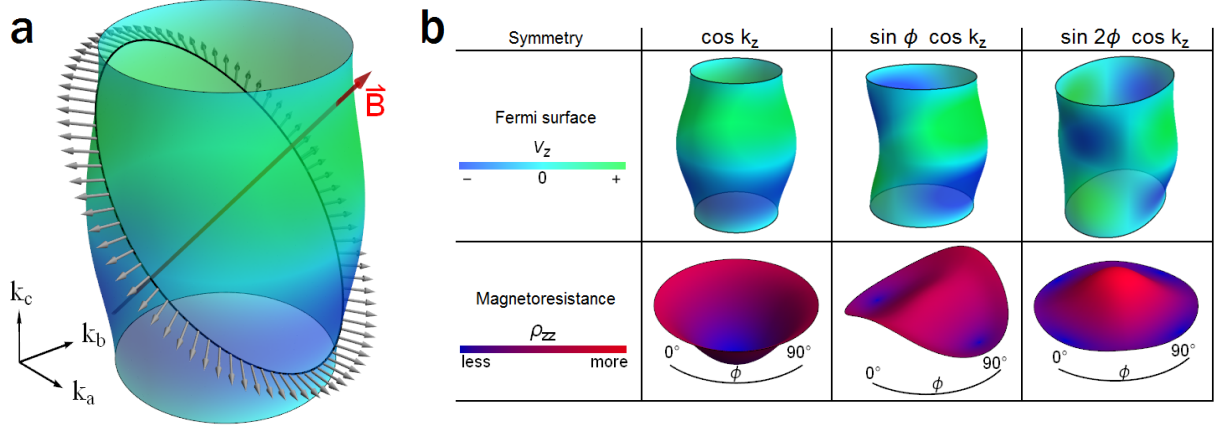 a
B
k_c
k_b
k_a
b
Symmetry
cos k_z
sin ϕ cos k_z
sin 2ϕ cos k_z
Fermi surface
V_z
− 0 +
Magnetoresistance
ρ_zz
less more
0° 90°
ϕ
0° 90°
ϕ
0° 90°
ϕ